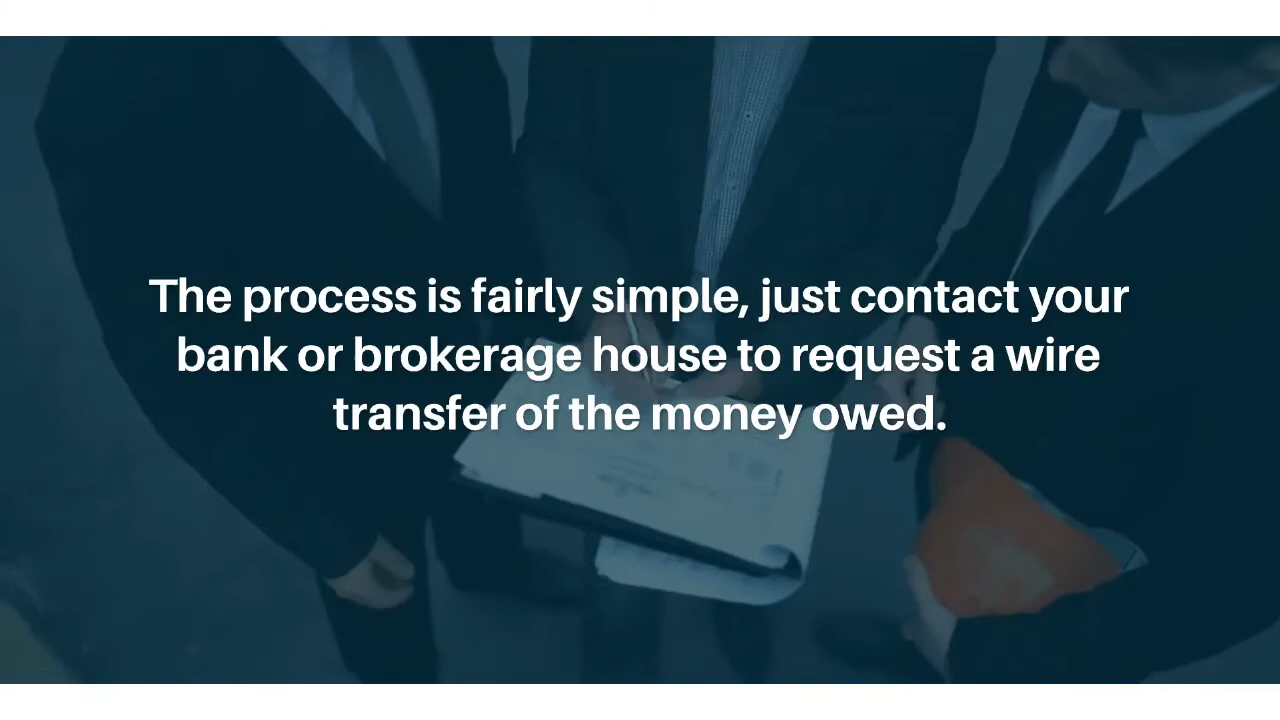 The process is fairly simple, just contact your
bank or brokerage house to request a wire
transfer of the money owed.